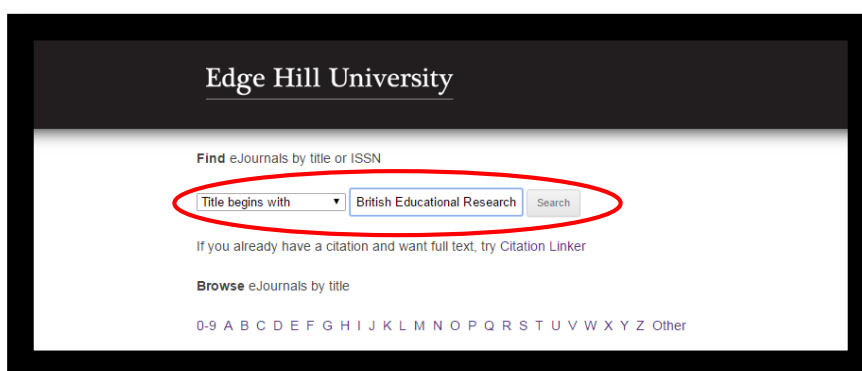 Edge Hill University
Find eJournals by title or ISSN
Title begins with British Educational Research Search
If you already have a citation and want full text, try Citation Linker
Browse eJournals by title
0-9 A B C D E F G H I J K L M N O P Q R S T U V W X Y Z Other